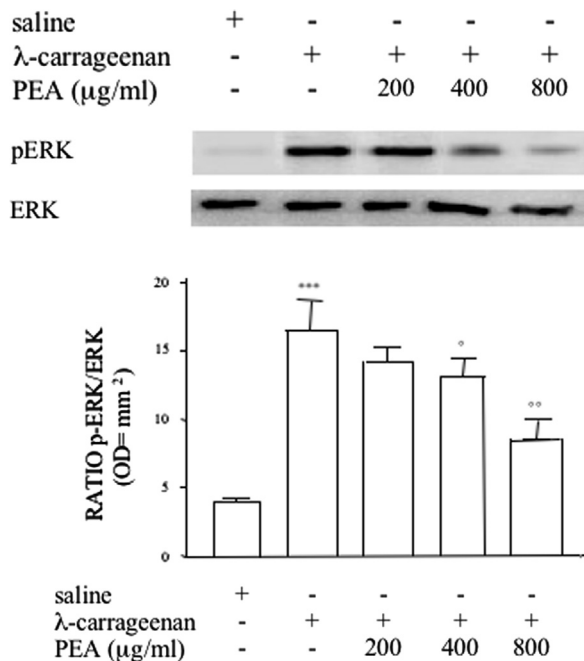 saline + - - - -
λ-carrageenan - + + + +
PEA (μg/ml) - - 200 400 800
pERK
ERK
20
***
15
°
10
°°
5
0
RATIO p-ERK/ERK
(OD= mm²)
saline + - - - -
λ-carrageenan - + + + +
PEA (μg/ml) - - 200 400 800